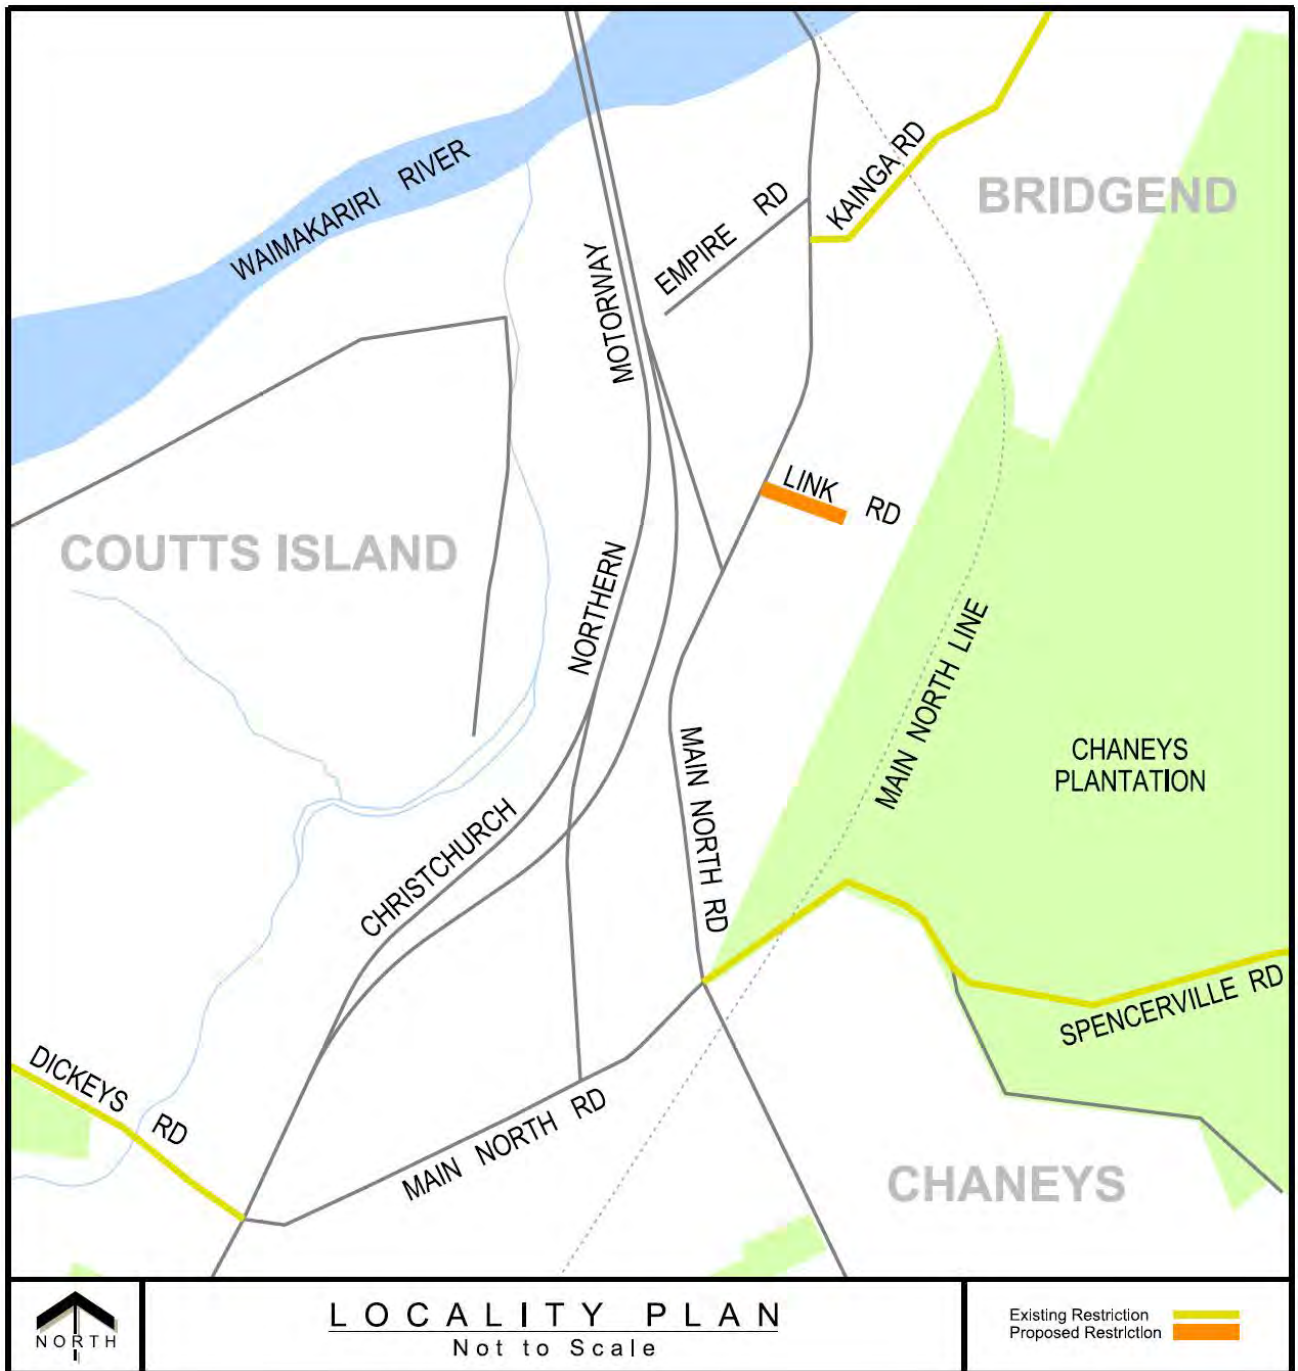 WAIMAKARIRI RIVER
KAINGA RD
BRIDGEND
EMPIRE RD
MOTORWAY
LINK RD
COUTTS ISLAND
NORTHERN
MAIN NORTH LINE
MAIN NORTH RD
CHANEYS
PLANTATION
CHRISTCHURCH
SPENCERVILLE RD
DICKEYS RD
MAIN NORTH RD
CHANEYS
NORTH
LOCALITY PLAN
Not to Scale
Existing Restriction
Proposed Restriction